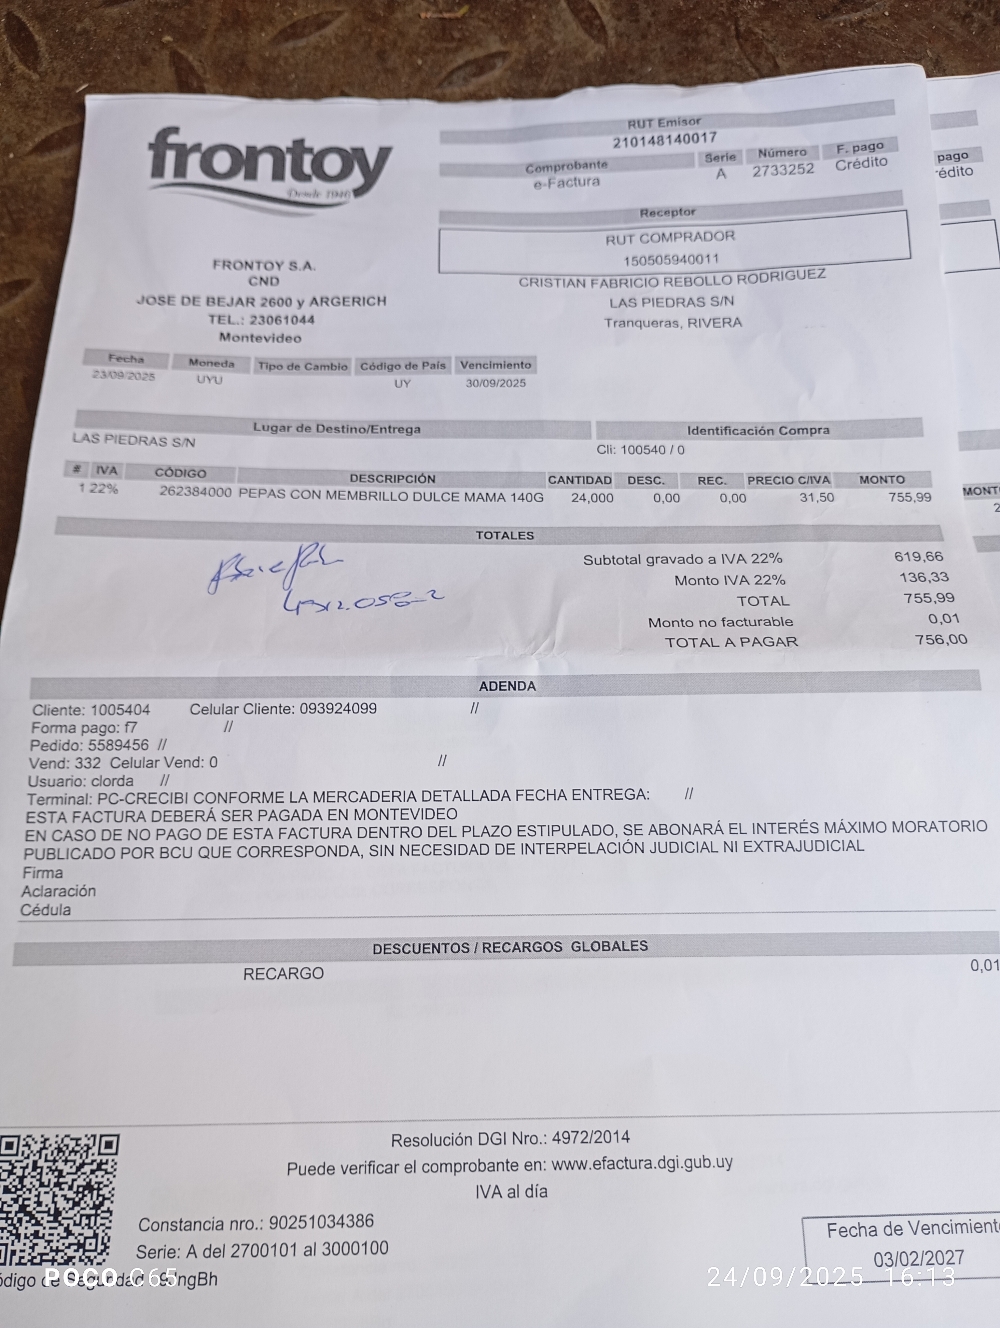 frontoy
Desde 1946
RUT Emisor
210148140017
Comprobante Serie Número F. pago
e-Factura A 2733252 Crédito
Receptor
RUT COMPRADOR
150505940011
CRISTIAN FABRICIO REBOLLO RODRIGUEZ
LAS PIEDRAS S/N
Tranqueras, RIVERA
FRONTOY S.A.
CND
JOSE DE BEJAR 2600 y ARGERICH
TEL.: 23061044
Montevideo
Fecha Moneda Tipo de Cambio Código de País Vencimiento
23/09/2025 UYU UY 30/09/2025
Lugar de Destino/Entrega Identificación Compra
LAS PIEDRAS S/N Cli: 100540 / 0
# IVA CÓDIGO DESCRIPCIÓN CANTIDAD DESC. REC. PRECIO C/IVA MONTO
1 22% 262384000 PEPAS CON MEMBRILLO DULCE MAMA 140G 24,000 0,00 0,00 31,50 755,99
TOTALES
Subtotal gravado a IVA 22% 619,66
Monto IVA 22% 136,33
TOTAL 755,99
Monto no facturable 0,01
TOTAL A PAGAR 756,00
ADENDA
Cliente: 1005404 Celular Cliente: 093924099 //
Forma pago: f7 //
Pedido: 5589456 //
Vend: 332 Celular Vend: 0 //
Usuario: clorda //
Terminal: PC-CRECIBI CONFORME LA MERCADERIA DETALLADA FECHA ENTREGA: //
ESTA FACTURA DEBERÁ SER PAGADA EN MONTEVIDEO
EN CASO DE NO PAGO DE ESTA FACTURA DENTRO DEL PLAZO ESTIPULADO, SE ABONARÁ EL INTERÉS MÁXIMO MORATORIO
PUBLICADO POR BCU QUE CORRESPONDA, SIN NECESIDAD DE INTERPELACIÓN JUDICIAL NI EXTRAJUDICIAL
Firma
Aclaración
Cédula
DESCUENTOS / RECARGOS GLOBALES
RECARGO 0,01
Resolución DGI Nro.: 4972/2014
Puede verificar el comprobante en: www.efactura.dgi.gub.uy
IVA al día
Constancia nro.: 90251034386
Serie: A del 2700101 al 3000100
Fecha de Vencimiento
03/02/2027
POCO C65
24/09/2025 16:13
pago
édito
MONT